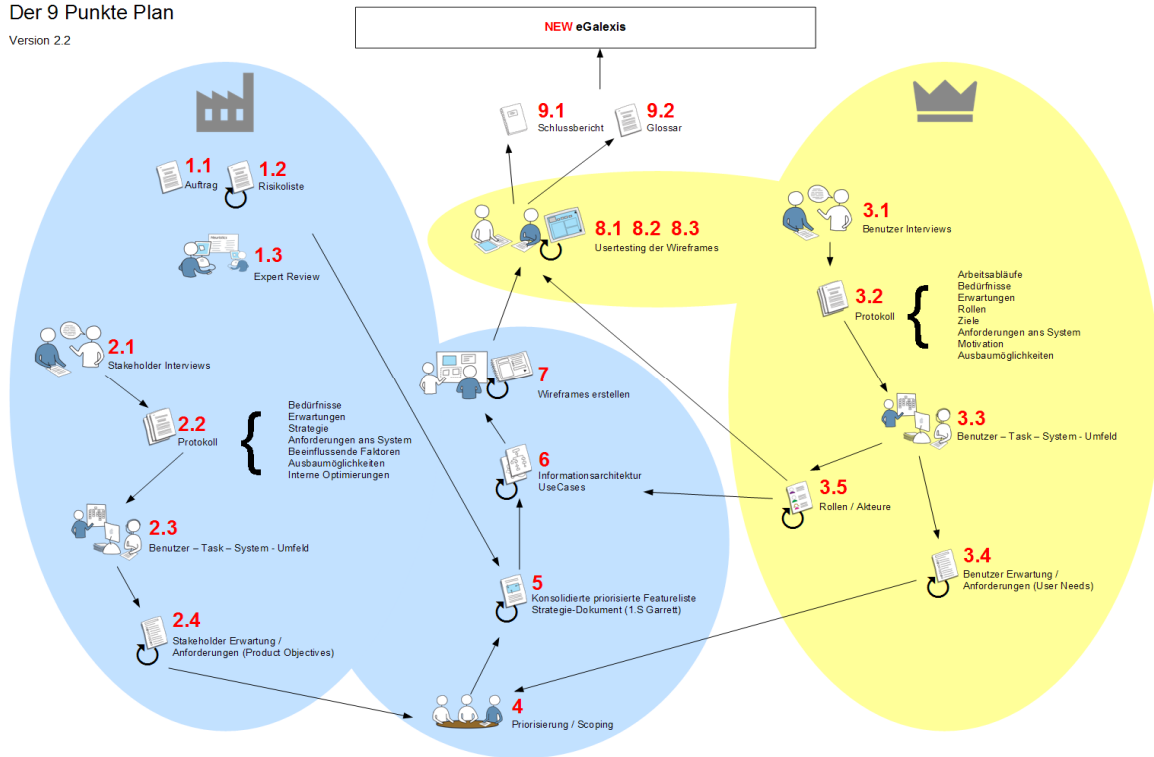 Der 9 Punkte Plan
Version 2.2
NEW eGalexis
9.1
Schlussbericht
9.2
Glossar
1.1
Auftrag
1.2
Risikoliste
1.3
Expert Review
8.1 8.2 8.3
Usertesting der Wireframes
3.1
Benutzer Interviews
3.2
Protokoll
{
Arbeitsabläufe
Bedürfnisse
Erwartungen
Rollen
Ziele
Anforderungen ans System
Motivation
Ausbaumöglichkeiten
2.1
Stakeholder Interviews
2.2
Protokoll
{
Bedürfnisse
Erwartungen
Strategie
Anforderungen ans System
Beeinflussende Faktoren
Ausbaumöglichkeiten
Interne Optimierungen
7
Wireframes erstellen
3.3
Benutzer – Task – System - Umfeld
6
Informationsarchitektur
UseCases
3.5
Rollen / Akteure
2.3
Benutzer – Task – System - Umfeld
3.4
Benutzer Erwartung /
Anforderungen (User Needs)
5
Konsolidierte priorisierte Featureliste
Strategie-Dokument (1.S Garrett)
2.4
Stakeholder Erwartung /
Anforderungen (Product Objectives)
4
Priorisierung / Scoping